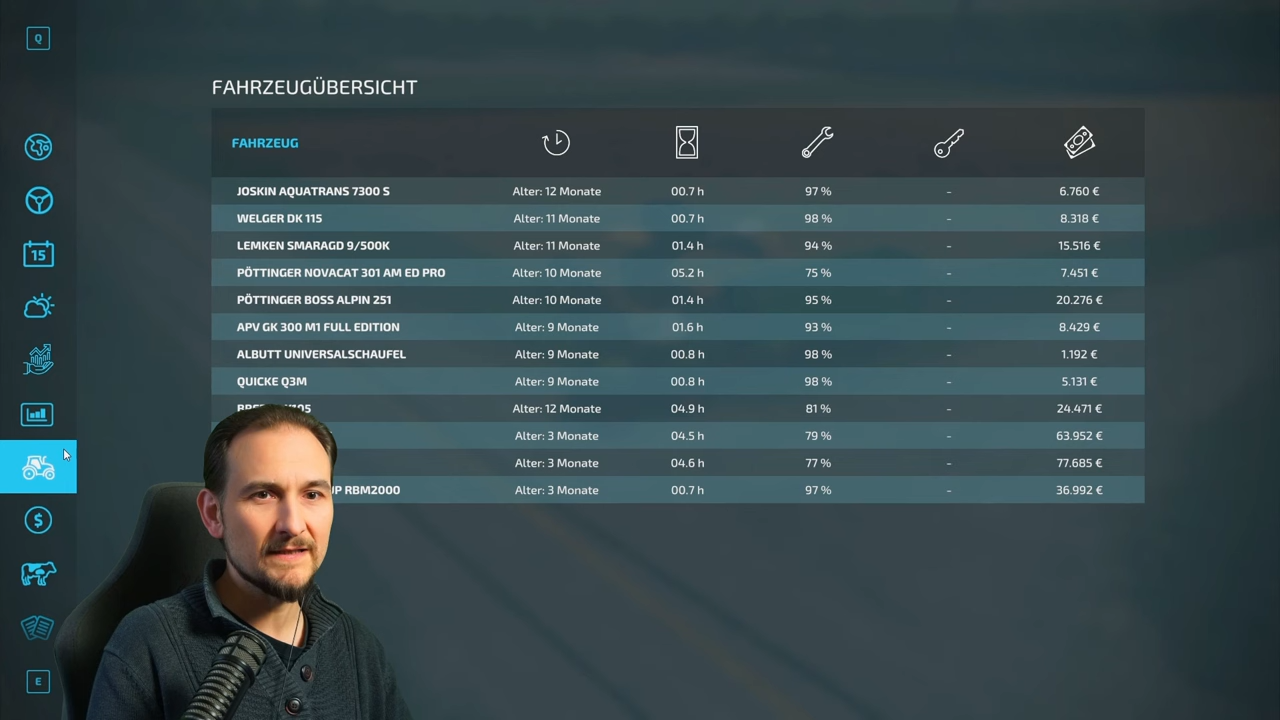 Q
FAHRZEUGÜBERSICHT
FAHRZEUG
JOSKIN AQUATRANS 7300 S Alter: 12 Monate 00.7 h 97 % - 6.760 €
WELGER DK 115 Alter: 11 Monate 00.7 h 98 % - 8.318 €
LEMKEN SMARAGD 9/500K Alter: 11 Monate 01.4 h 94 % - 15.516 €
15
PÖTTINGER NOVACAT 301 AM ED PRO Alter: 10 Monate 05.2 h 75 % - 7.451 €
PÖTTINGER BOSS ALPIN 251 Alter: 10 Monate 01.4 h 95 % - 20.276 €
APV GK 300 M1 FULL EDITION Alter: 9 Monate 01.6 h 93 % - 8.429 €
ALBUTT UNIVERSALSCHAUFEL Alter: 9 Monate 00.8 h 98 % - 1.192 €
QUICKE Q3M Alter: 9 Monate 00.8 h 98 % - 5.131 €
Alter: 12 Monate 04.9 h 81 % - 24.471 €
Alter: 3 Monate 04.5 h 79 % - 63.952 €
Alter: 3 Monate 04.6 h 77 % - 77.685 €
RBM2000 Alter: 3 Monate 00.7 h 97 % - 36.992 €
$
E